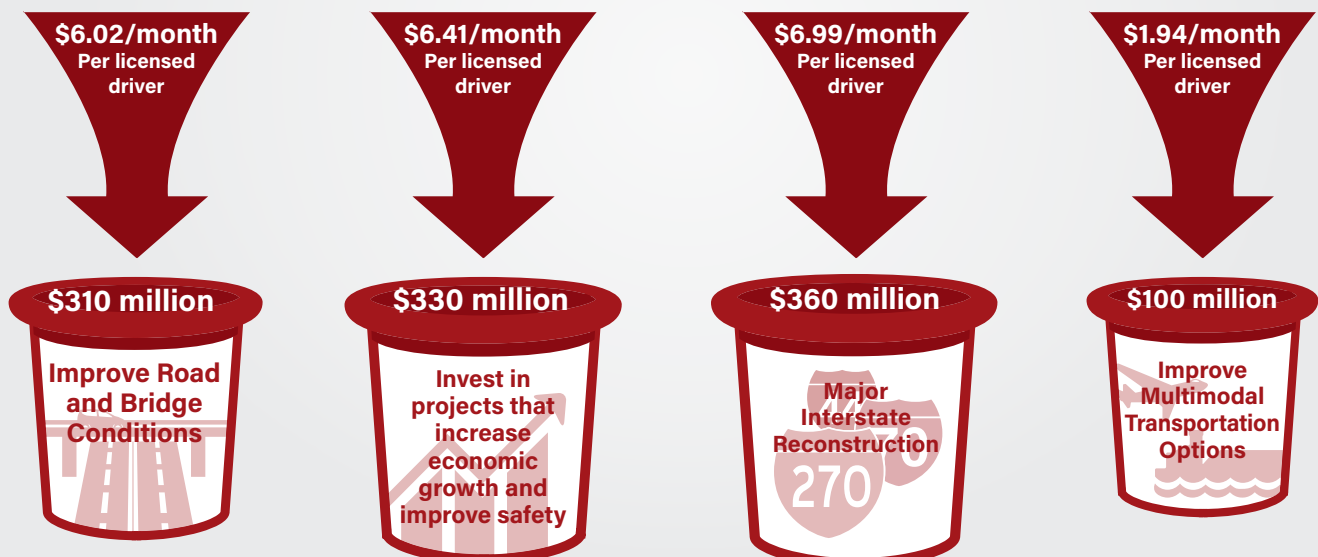 $6.02/month
Per licensed
driver
$6.41/month
Per licensed
driver
$6.99/month
Per licensed
driver
$1.94/month
Per licensed
driver
$310 million
Improve Road
and Bridge
Conditions
$330 million
Invest in
projects that
increase
economic
growth and
improve safety
$360 million
Major
Interstate
Reconstruction
44
70
270
$100 million
Improve
Multimodal
Transportation
Options